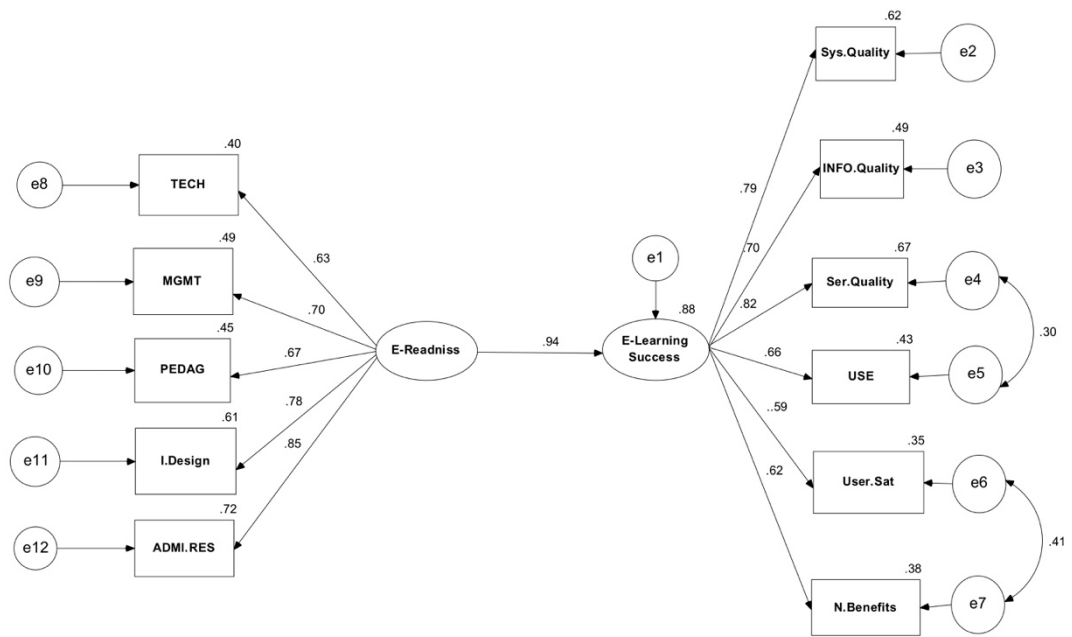 .62
Sys.Quality
e2
.40
e8
TECH
.79
.49
INFO.Quality
e3
.49
e9
MGMT
.63
e1
.70
.67
Ser.Quality
e4
.70
.88
.82
.30
.45
e10
PEDAG
.67
E-Readniss
.94
E-Learning
Success
.66
.43
USE
e5
.78
..59
.61
e11
I.Design
.85
.62
.35
User.Sat
e6
.72
e12
ADMI.RES
.41
.38
N.Benefits
e7